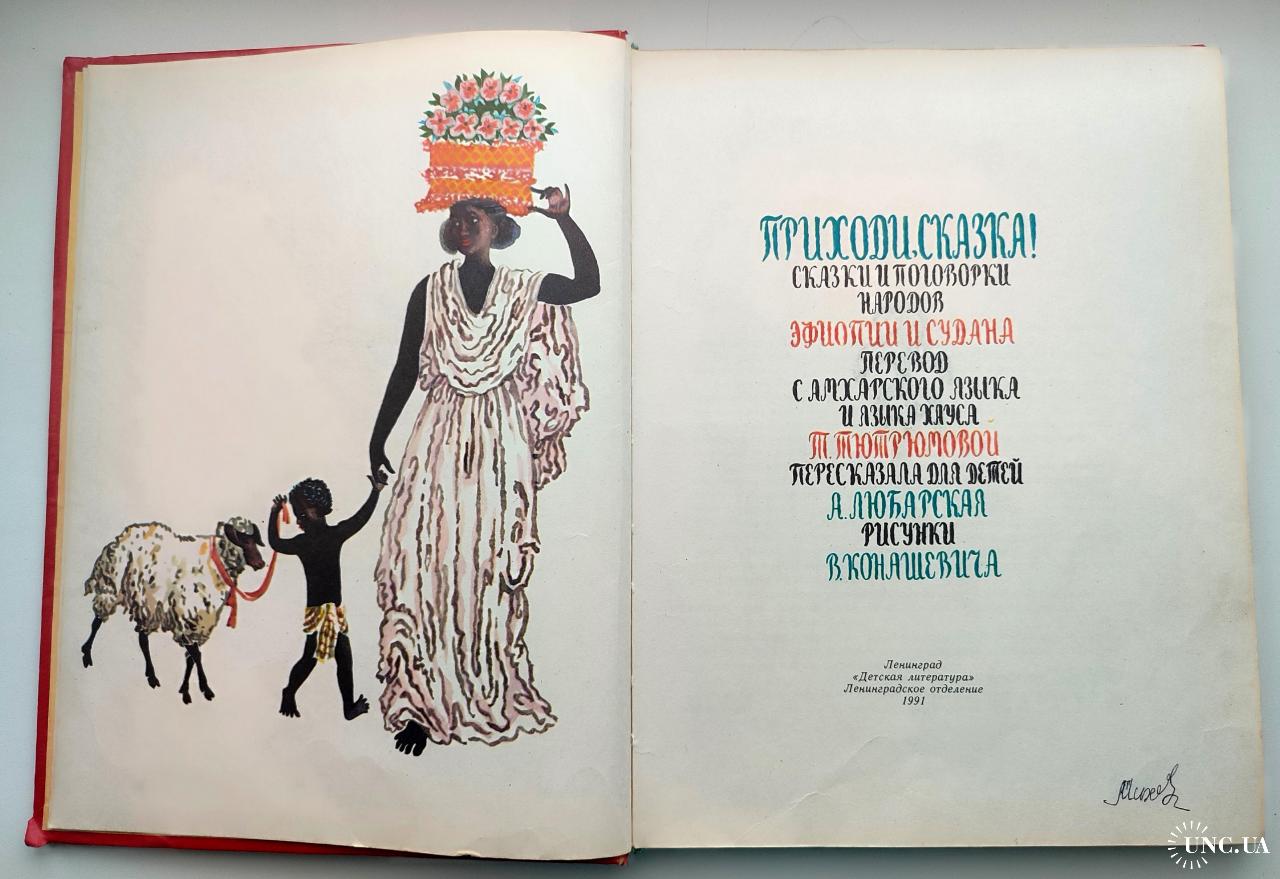 ПРИХОДИ, СКАЗКА!
СКАЗКИ И ПОГОВОРКИ
НАРОДОВ
ЭФИОПИИ И СУДАНА
ПЕРЕВОД
С АМХАРСКОГО ЯЗЫКА
И ЯЗЫКА ХАУСА
Т. ТЮТРЮМОВОЙ
ПЕРЕСКАЗАЛА ДЛЯ ДЕТЕЙ
А. ЛЮБАРСКАЯ
РИСУНКИ
В. КОНАШЕВИЧА
Ленинград
«Детская литература»
Ленинградское отделение
1991
UNC.UA